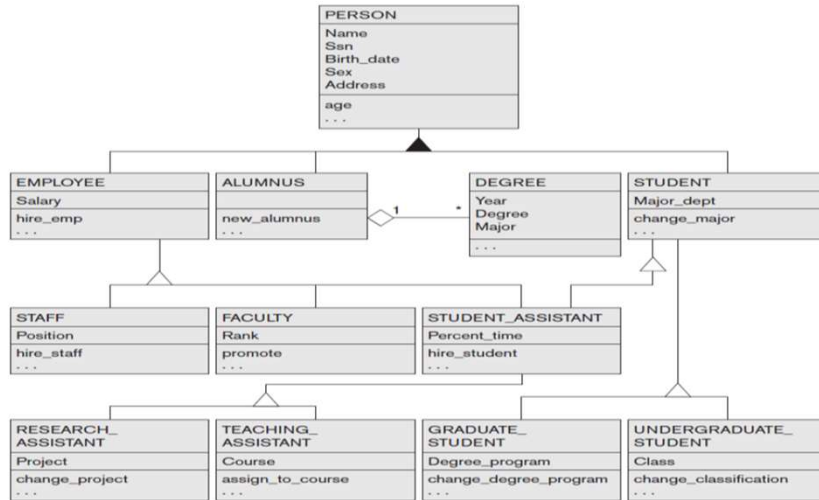 PERSON
Name
Ssn
Birth_date
Sex
Address
age
. . .
EMPLOYEE
Salary
hire_emp
. . .
ALUMNUS
new_alumnus
. . .
1
*
DEGREE
Year
Degree
Major
. . .
STUDENT
Major_dept
change_major
. . .
STAFF
Position
hire_staff
. . .
FACULTY
Rank
promote
. . .
STUDENT_ASSISTANT
Percent_time
hire_student
. . .
RESEARCH_
ASSISTANT
Project
change_project
. . .
TEACHING_
ASSISTANT
Course
assign_to_course
. . .
GRADUATE_
STUDENT
Degree_program
change_degree_program
. . .
UNDERGRADUATE_
STUDENT
Class
change_classification
. . .